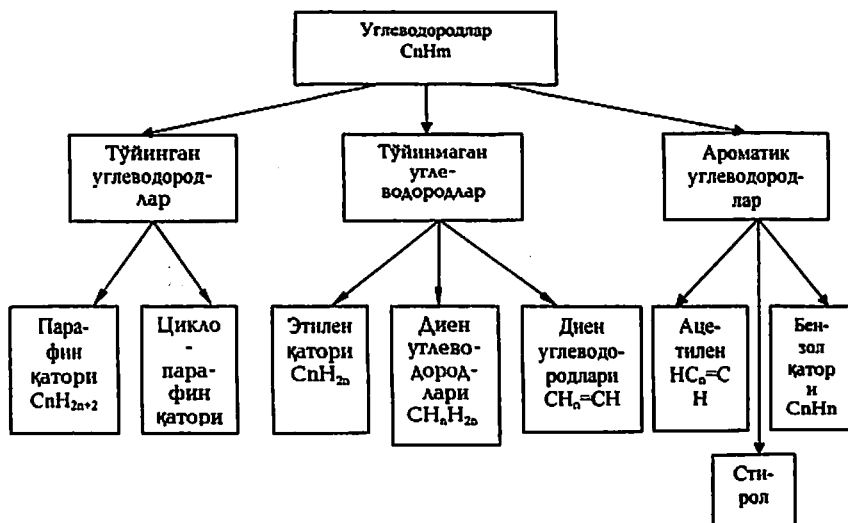 Углеводородлар
CnHm
Тўйинган
углеводород-
лар
Тўйинмаган
угле-
водородлар
Ароматик
углеводород-
лар
Пара-
фин
қатори
CnH₂ₙ₊₂
Цикло
-
пара-
фин
қатори
Этилен
қатори
CnH₂ₙ
Диен
углево-
дород-
лари
CHₙH₂ₙ
Диен
углеводо-
родлари
CHₙ=CH
Аце-
тилен
HCₙ=C
H
Бен-
зол
қатор
и
CnHn
Сти-
рол